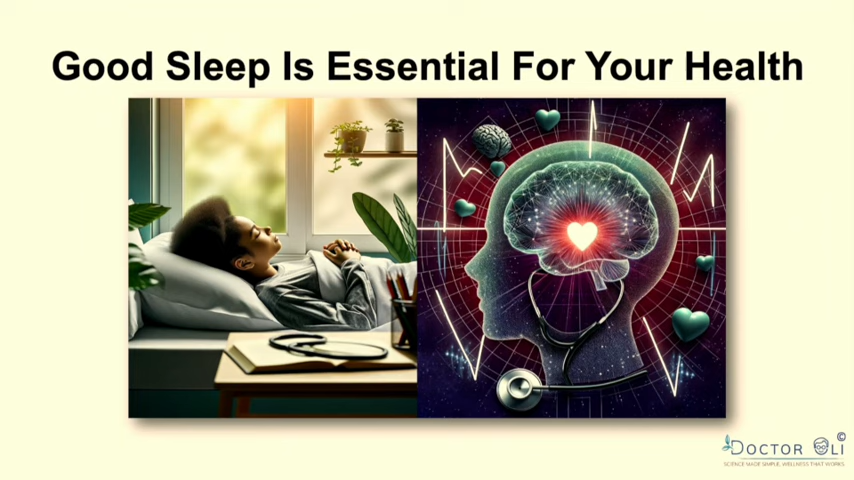 Good Sleep Is Essential For Your Health
DOCTOR OLI ©
SCIENCE MADE SIMPLE, WELLNESS THAT WORKS.